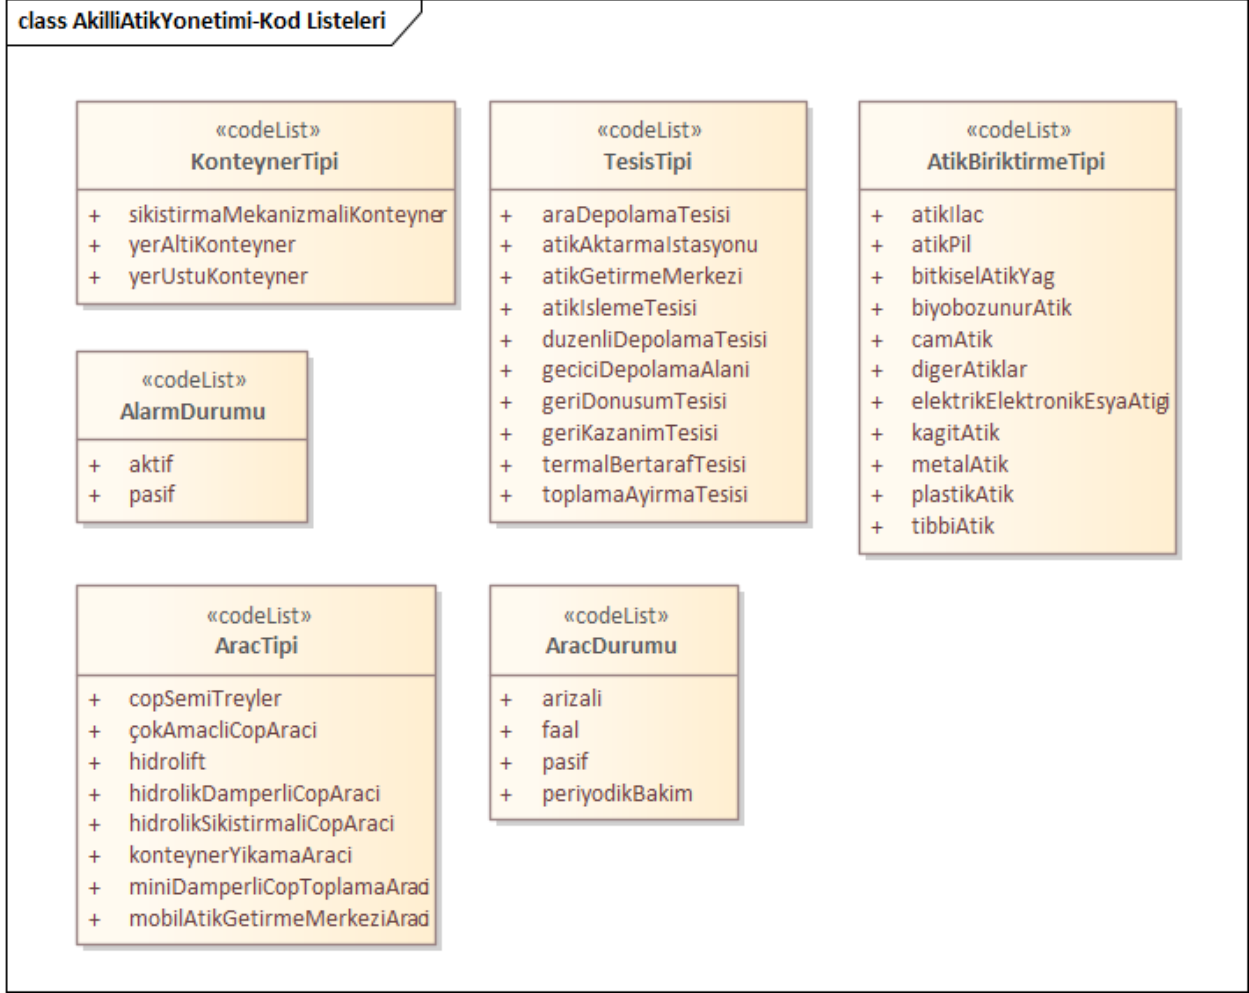 class AkilliAtikYonetimi-Kod Listeleri
«codeList»
KonteynerTipi
+ sikistirmaMekanizmaliKonteyner
+ yerAltiKonteyner
+ yerUstuKonteyner
«codeList»
TesisTipi
+ araDepolamaTesisi
+ atikAktarmaIstasyonu
+ atikGetirmeMerkezi
+ atikIslemeTesisi
+ duzenliDepolamaTesisi
+ geciciDepolamaAlani
+ geriDonusumTesisi
+ geriKazanimTesisi
+ termalBertarafTesisi
+ toplamaAyirmaTesisi
«codeList»
AtikBiriktirmeTipi
+ atikIlac
+ atikPil
+ bitkiselAtikYag
+ biyobozunurAtik
+ camAtik
+ digerAtiklar
+ elektrikElektronikEsyaAtigi
+ kagitAtik
+ metalAtik
+ plastikAtik
+ tibbiAtik
«codeList»
AlarmDurumu
+ aktif
+ pasif
«codeList»
AracTipi
+ copSemiTreyler
+ çokAmacliCopAraci
+ hidrolift
+ hidrolikDamperliCopAraci
+ hidrolikSikistirmaliCopAraci
+ konteynerYikamaAraci
+ miniDamperliCopToplamaAraci
+ mobilAtikGetirmeMerkeziAraci
«codeList»
AracDurumu
+ arizali
+ faal
+ pasif
+ periyodikBakim